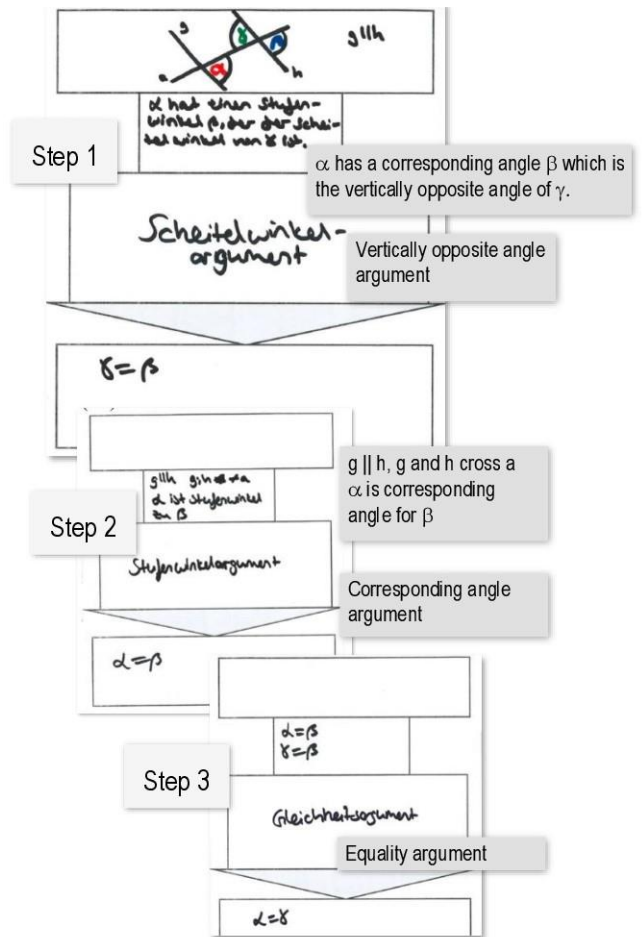 g
γ
β
g||h
α
a
h
α hat einen Stufen-
winkel β, der der Schei-
telwinkel von γ ist.
Step 1
α has a corresponding angle β which is
the vertically opposite angle of γ.
Scheitelwinkel-
argument
Vertically opposite angle
argument
γ=β
g||h
α ist Stufenwinkel
zu β
g || h, g and h cross a
α is corresponding
angle for β
Step 2
Stufenwinkelargument
Corresponding angle
argument
α=β
α=β
γ=β
Step 3
Gleichheitsargument
Equality argument
α=γ